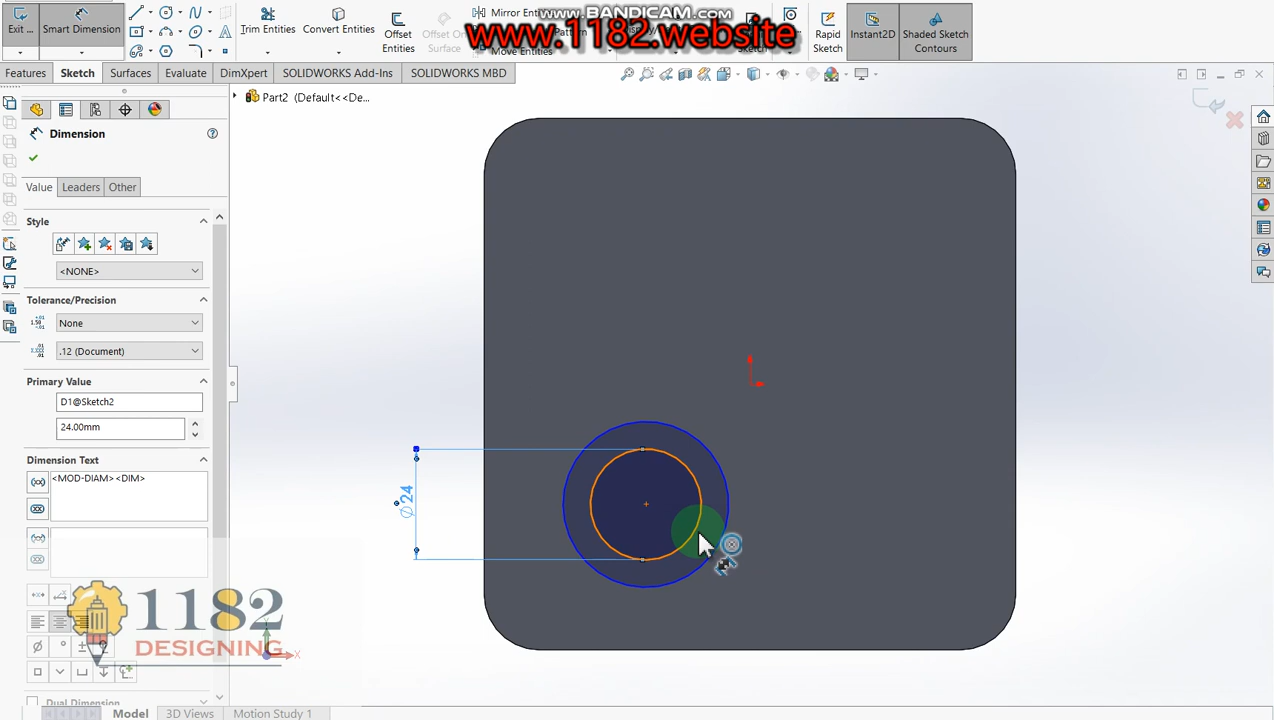 Mirror Entities
www.BANDICAM.com
www.1182.website
Exit ...
Smart Dimension
Trim Entities
Convert Entities
Offset Entities
Offset On Surface
Move Entities
Rapid Sketch
Instant2D
Shaded Sketch Contours
Features
Sketch
Surfaces
Evaluate
DimXpert
SOLIDWORKS Add-Ins
SOLIDWORKS MBD
Part2 (Default<<De...
Dimension
Value
Leaders
Other
Style
<NONE>
Tolerance/Precision
None
.12 (Document)
Primary Value
D1@Sketch2
24.00mm
Dimension Text
<MOD-DIAM><DIM>
∅24
1182
DESIGNING
X
Dual Dimension
Model
3D Views
Motion Study 1